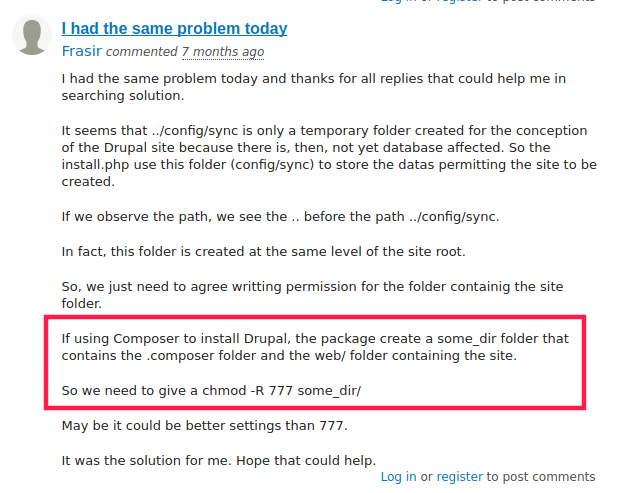 Log in or register to post comments
I had the same problem today
Frasir commented 7 months ago
I had the same problem today and thanks for all replies that could help me in
searching solution.
It seems that ../config/sync is only a temporary folder created for the conception
of the Drupal site because there is, then, not yet database affected. So the
install.php use this folder (config/sync) to store the datas permitting the site to be
created.
If we observe the path, we see the .. before the path ../config/sync.
In fact, this folder is created at the same level of the site root.
So, we just need to agree writting permission for the folder containig the site
folder.
If using Composer to install Drupal, the package create a some_dir folder that
contains the .composer folder and the web/ folder containing the site.
So we need to give a chmod -R 777 some_dir/
May be it could be better settings than 777.
It was the solution for me. Hope that could help.
Log in or register to post comments